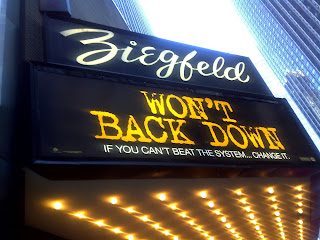 Ziegfeld
WON'T
BACK DOWN
IF YOU CAN'T BEAT THE SYSTEM... CHANGE IT.